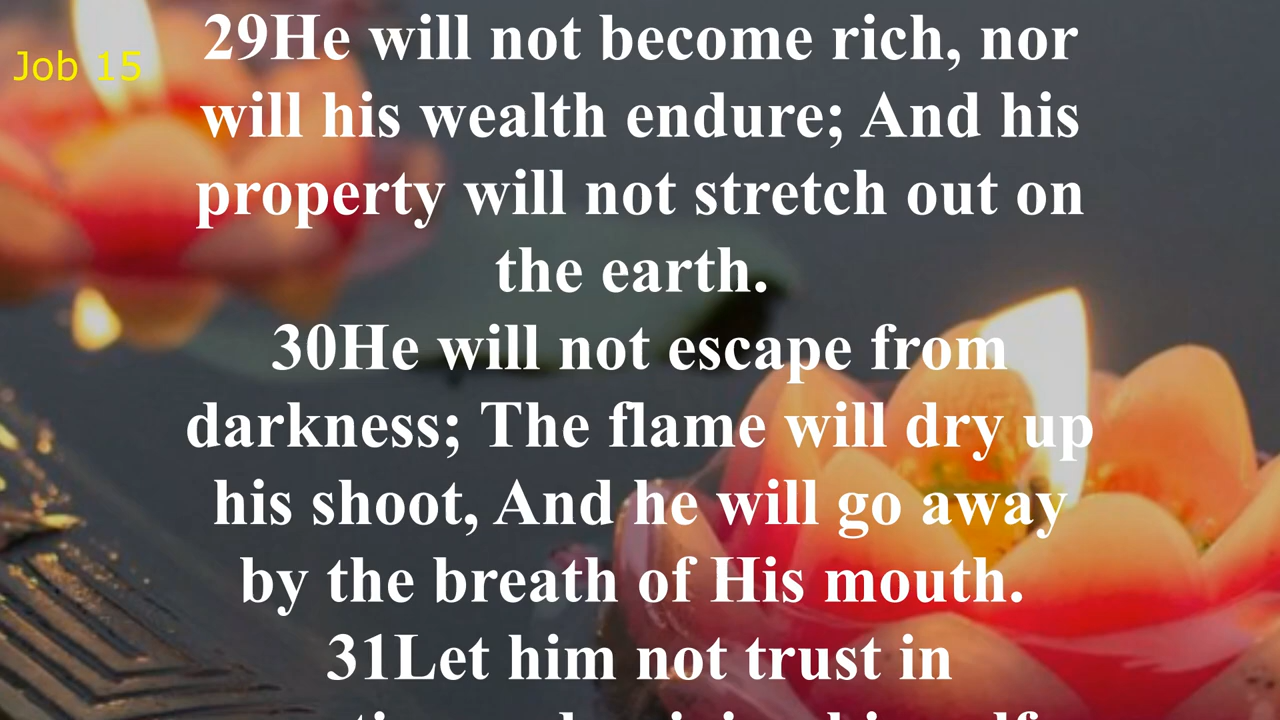 Job 15
29He will not become rich, nor
will his wealth endure; And his
property will not stretch out on
the earth.
30He will not escape from
darkness; The flame will dry up
his shoot, And he will go away
by the breath of His mouth.
31Let him not trust in